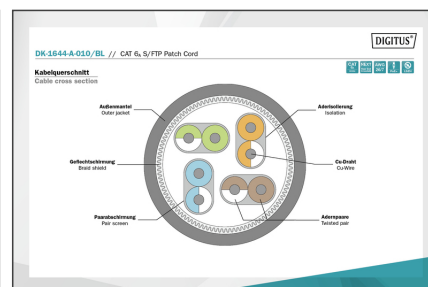 DIGITUS®
DK-1644-A-010/BL // CAT 6A S/FTP Patch Cord
Kabelquerschnitt
Cable cross section
Außenmantel
Outer jacket
Aderisolierung
Isolation
Geflechtschirmung
Braid shield
Cu-Draht
Cu-Wire
Paarabschirmung
Pair screen
Adernpaare
Twisted pair